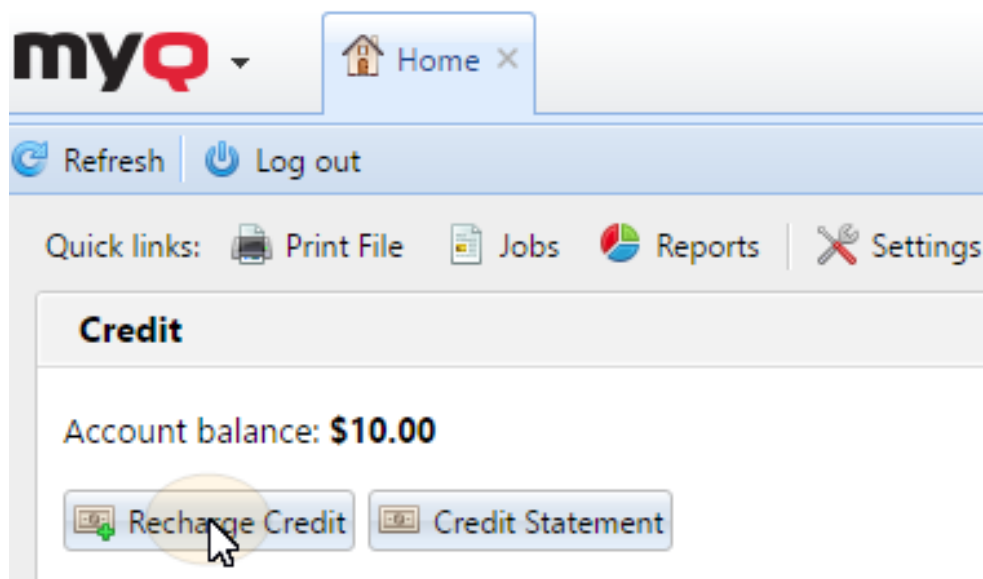 myQ Home
Refresh Log out
Quick links: Print File Jobs Reports Settings
Credit
Account balance: $10.00
Recharge Credit Credit Statement